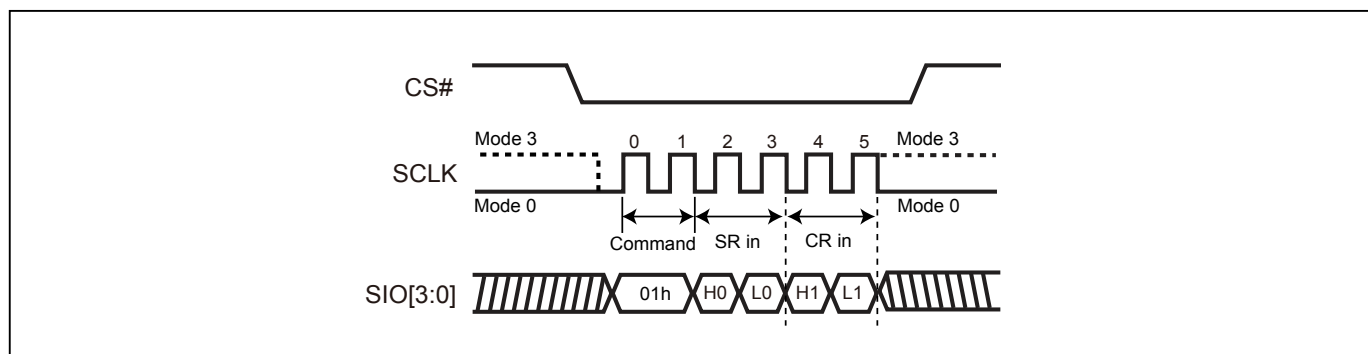 CS#
Mode 3 0 1 2 3 4 5 Mode 3
SCLK
Mode 0 Mode 0
Command SR in CR in
SIO[3:0] 01h H0 L0 H1 L1